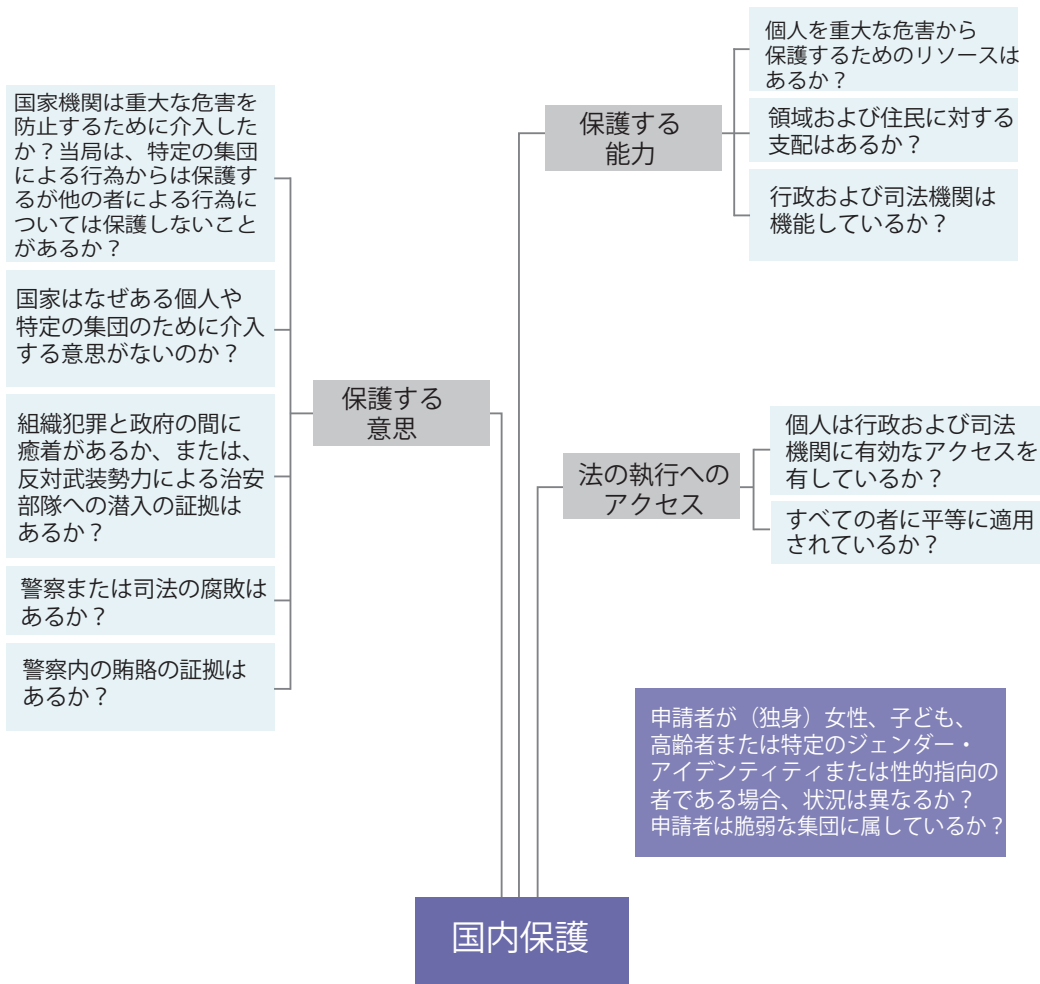 個人を重大な危害から
保護するためのリソースは
あるか？
領域および住民に対する
支配はあるか？
行政および司法機関は
機能しているか？
保護する
能力
国家機関は重大な危害を
防止するために介入した
か？当局は、特定の集団
による行為からは保護す
るが他の者による行為に
ついては保護しないこと
があるか？
国家はなぜある個人や
特定の集団のために介入
する意思がないのか？
組織犯罪と政府の間に
癒着があるか、または、
反対武装勢力による治安
部隊への潜入の証拠は
あるか？
警察または司法の腐敗は
あるか？
警察内の賄賂の証拠は
あるか？
保護する
意思
法の執行への
アクセス
個人は行政および司法
機関に有効なアクセスを
有しているか？
すべての者に平等に適用
されているか？
申請者が（独身）女性、子ども、
高齢者または特定のジェンダー・
アイデンティティまたは性的指向の
者である場合、状況は異なるか？
申請者は脆弱な集団に属しているか？
国内保護